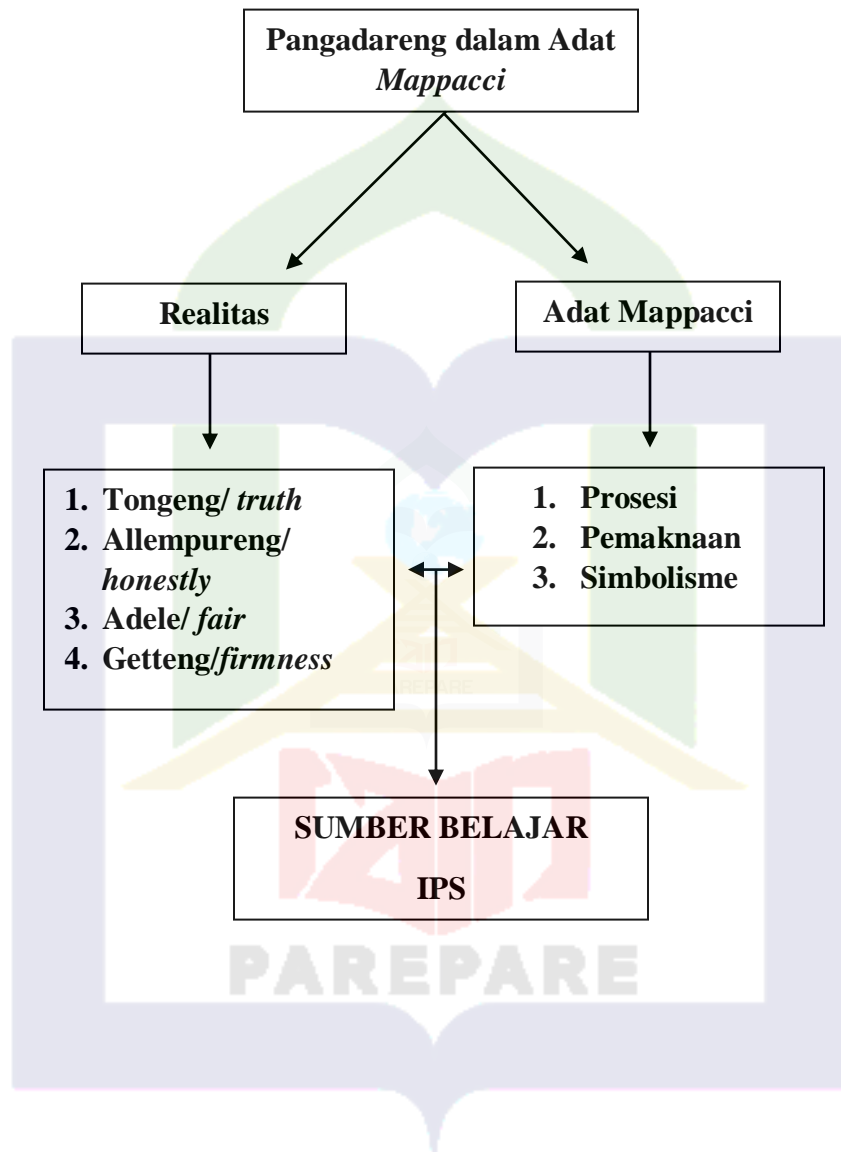 Pangadareng dalam Adat
Mappacci
Realitas
Adat Mappacci
1. Tongeng/ truth
2. Allempureng/
honestly
3. Adele/ fair
4. Getteng/firmness
1. Prosesi
2. Pemaknaan
3. Simbolisme
PAREPARE
SUMBER BELAJAR
IPS
PAREPARE